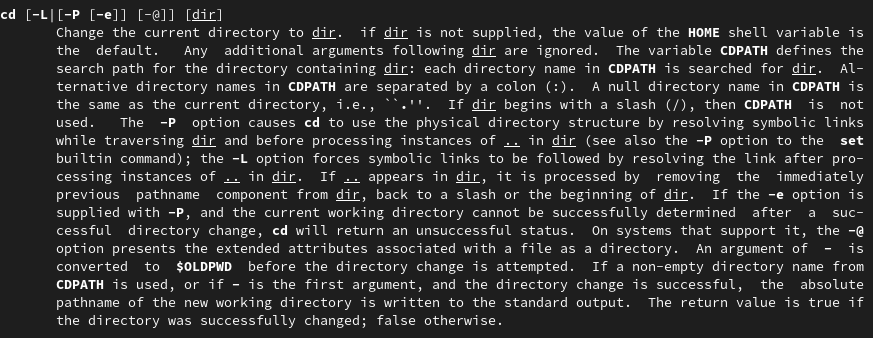 cd [-L|[-P [-e]] [-@]] [dir]
Change the current directory to dir.  if dir is not supplied, the value of the HOME shell variable is
the  default.   Any  additional arguments following dir are ignored.  The variable CDPATH defines the
search path for the directory containing dir: each directory name in CDPATH is searched for dir.  Al-
ternative directory names in CDPATH are separated by a colon (:).  A null directory name in CDPATH is
the same as the current directory, i.e., ``.''.  If dir begins with a slash (/), then CDPATH  is  not
used.   The  -P  option causes cd to use the physical directory structure by resolving symbolic links
while traversing dir and before processing instances of .. in dir (see also the -P option to the  set
builtin command); the -L option forces symbolic links to be followed by resolving the link after pro-
cessing instances of .. in dir.  If .. appears in dir, it is processed by  removing  the  immediately
previous  pathname  component from dir, back to a slash or the beginning of dir.  If the -e option is
supplied with -P, and the current working directory cannot be successfully determined  after  a  suc-
cessful  directory change, cd will return an unsuccessful status.  On systems that support it, the -@
option presents the extended attributes associated with a file as a directory.  An argument of  -  is
converted  to  $OLDPWD  before the directory change is attempted.  If a non-empty directory name from
CDPATH is used, or if - is the first argument, and the directory change is successful,  the  absolute
pathname of the new working directory is written to the standard output.  The return value is true if
the directory was successfully changed; false otherwise.